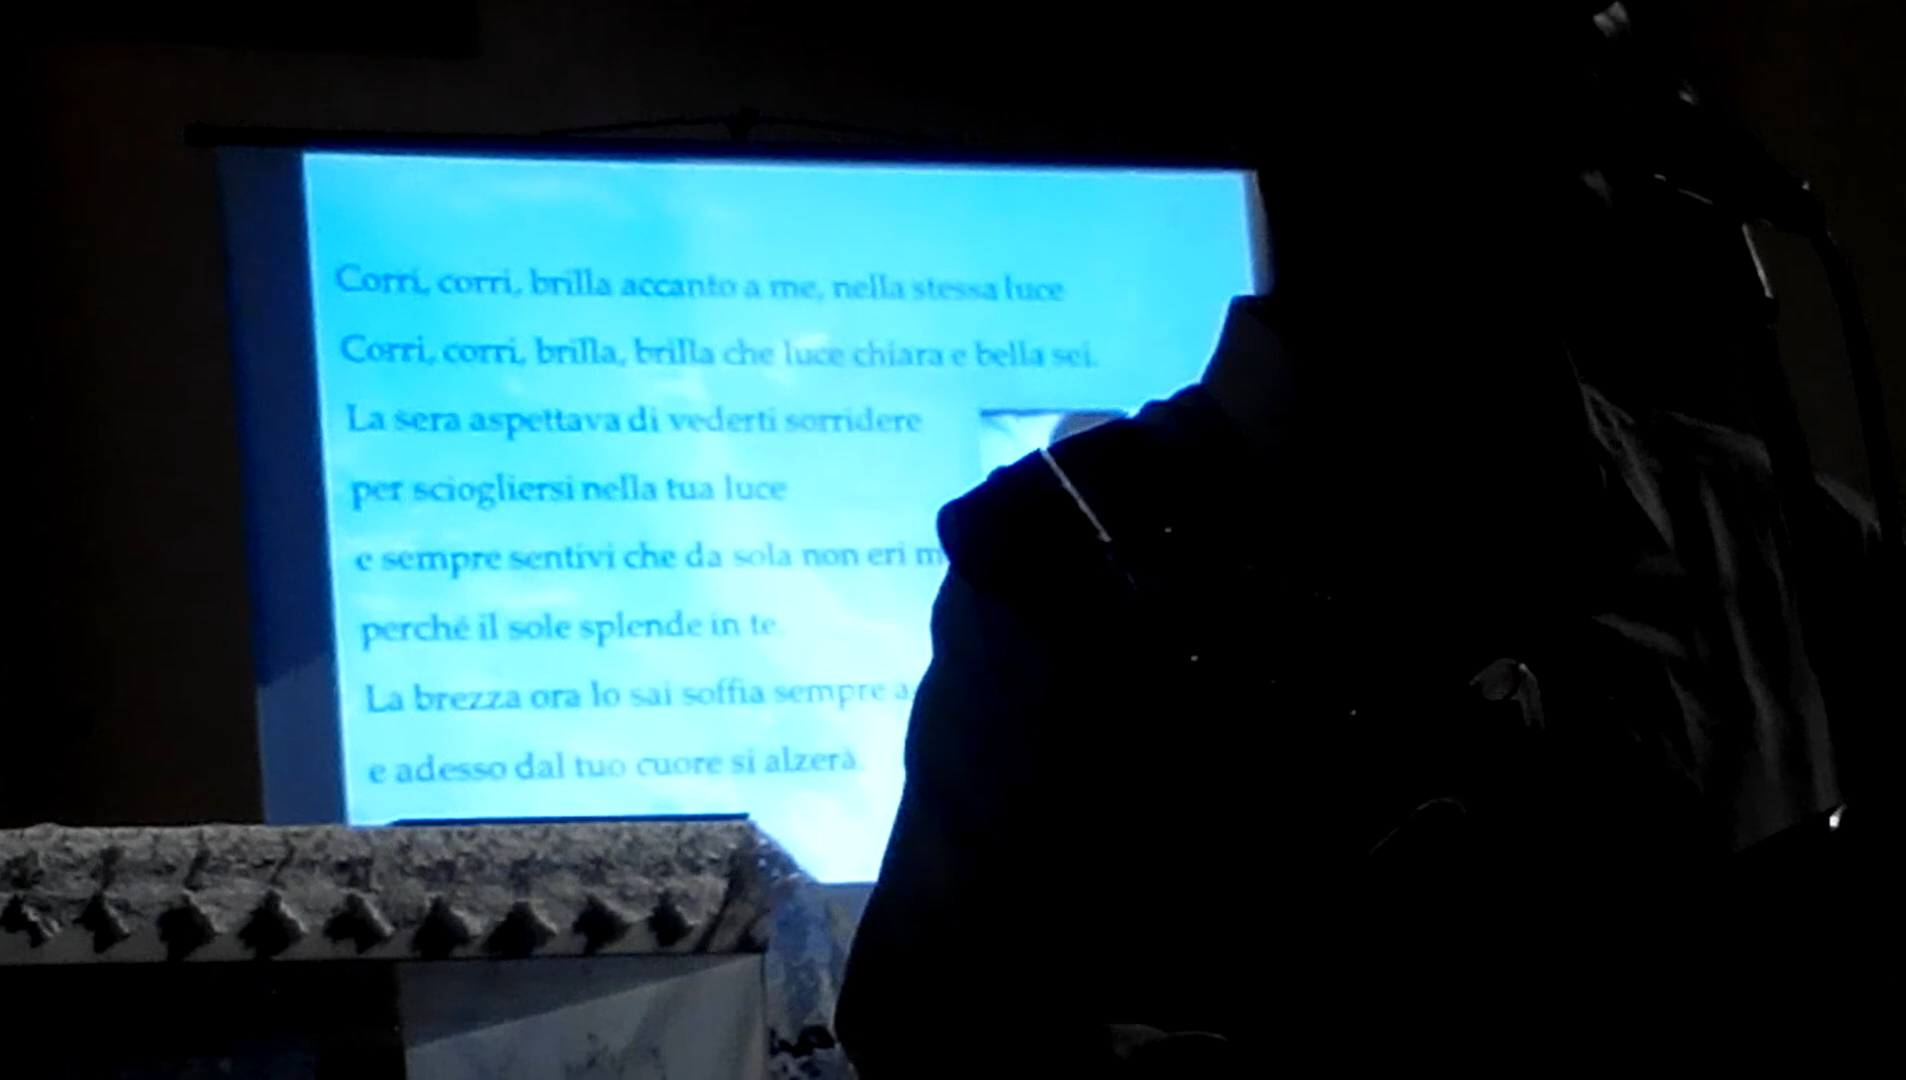 Corri, corri, brilla accanto a me, nella stessa luce
Corri, corri, brilla, brilla che luce chiara e bella sei.
La sera aspettava di vederti sorridere
per sciogliersi nella tua luce
e sempre sentivi che da sola non eri
perché il sole splende in te.
La brezza ora lo sai soffia sempre
e adesso dal tuo cuore si alzerà.